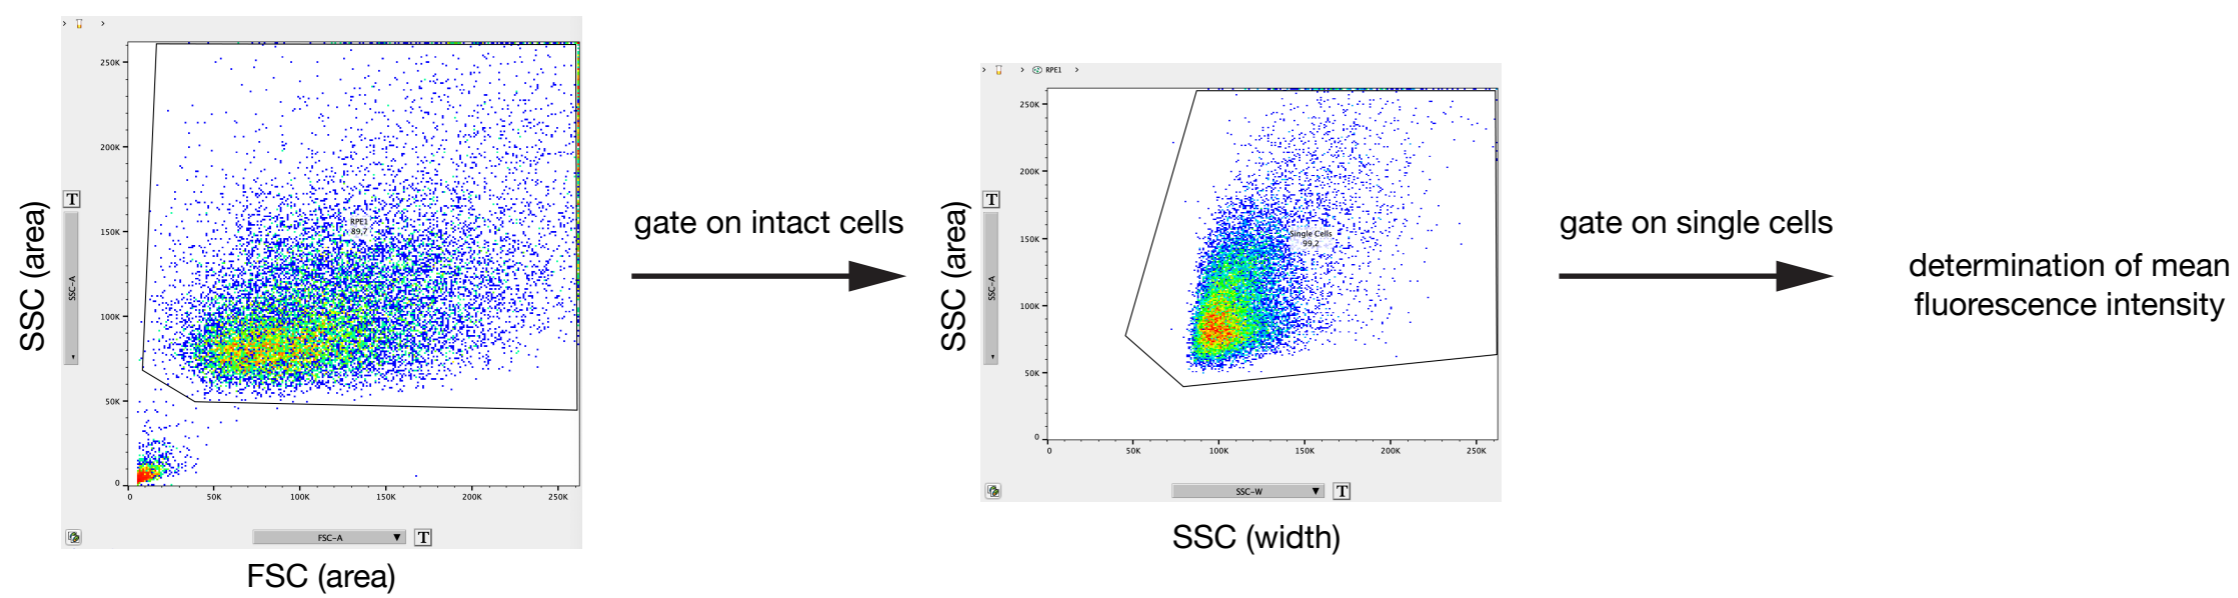 > >
250K
200K
150K
100K
50K
0
0 50K 100K 150K 200K 250K
RPE1
89,7
T
SSC-A
SSC (area)
FSC-A ▼ T
FSC (area)
gate on intact cells
> > RPE1 >
250K
200K
150K
100K
50K
0
0 50K 100K 150K 200K 250K
Single Cells
99,2
T
SSC-A
SSC (area)
SSC-W ▼ T
SSC (width)
gate on single cells
determination of mean
fluorescence intensity